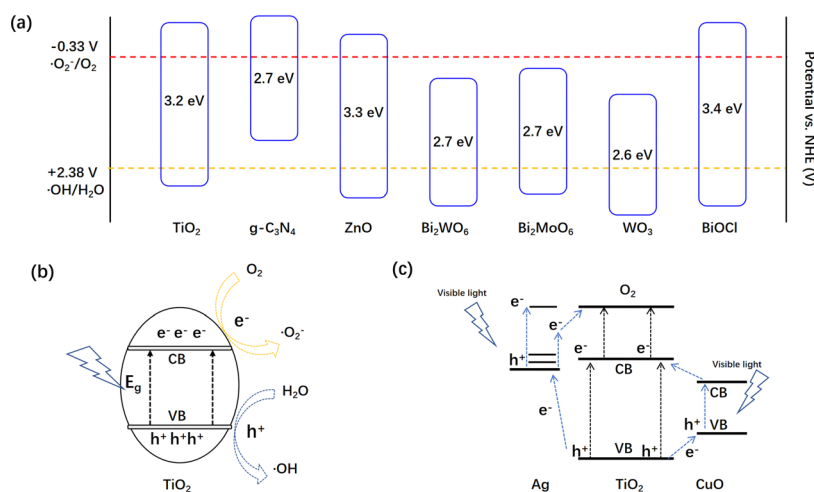 (a)
-0.33 V
·O₂⁻/O₂
+2.38 V
·OH/H₂O
3.2 eV
2.7 eV
3.3 eV
2.7 eV
2.7 eV
2.6 eV
3.4 eV
Potential vs. NHE (V)
TiO₂
g-C₃N₄
ZnO
Bi₂WO₆
Bi₂MoO₆
WO₃
BiOCl
(b)
O₂
e⁻ e⁻ e⁻
e⁻
·O₂⁻
CB
E_g
H₂O
VB
h⁺ h⁺h⁺
h⁺
·OH
TiO₂
(c)
Visible light
e⁻
O₂
e⁻
h⁺
e⁻
e⁻
CB
Visible light
CB
e⁻
h⁺
VB
h⁺
h⁺
e⁻
VB
Ag
TiO₂
CuO